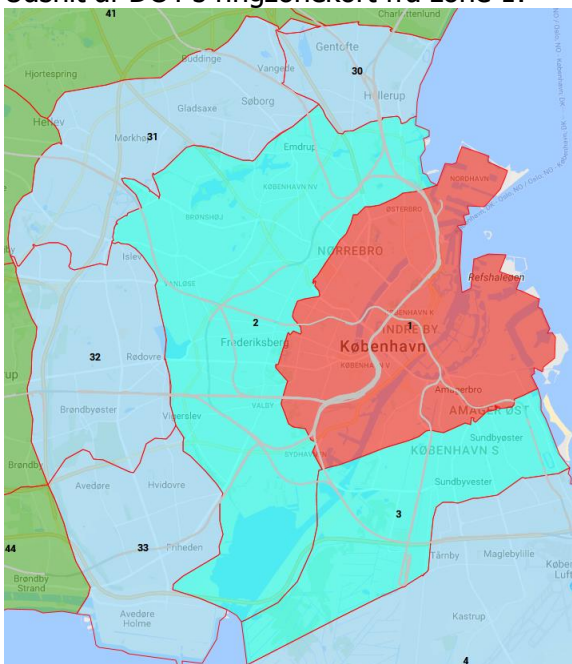 Udsnit af DOT's ringzonekort fra zone 1.
41
Charlottenlund
Gentofte
Buddinge
Vangede
30
Hjortespring
Hellerup
Gladsaxe
Søborg
Herlev
Mørkhøj
31
Emdrup
KØBENHAVN NV
NORDHAVN
BRØNSHØJ
ØSTERBRO
NØRREBRO
Islev
Refshaleøen
VANLØSE
KØBENHAVN K
2
INDRE BY
1
Frederiksberg
København
32
Rødovre
KØBENHAVN V
Amagerbro
Brøndbyøster
VALBY
AMAGER ØST
Vigerslev
Sundbyøster
SYDHAVNEN
KØBENHAVN S
Brøndby
Avedøre
Hvidovre
Sundbyvester
3
44
33
Friheden
Tårnby
Maglebylille
Brøndby
Strand
Avedøre
Holme
Kastrup
4